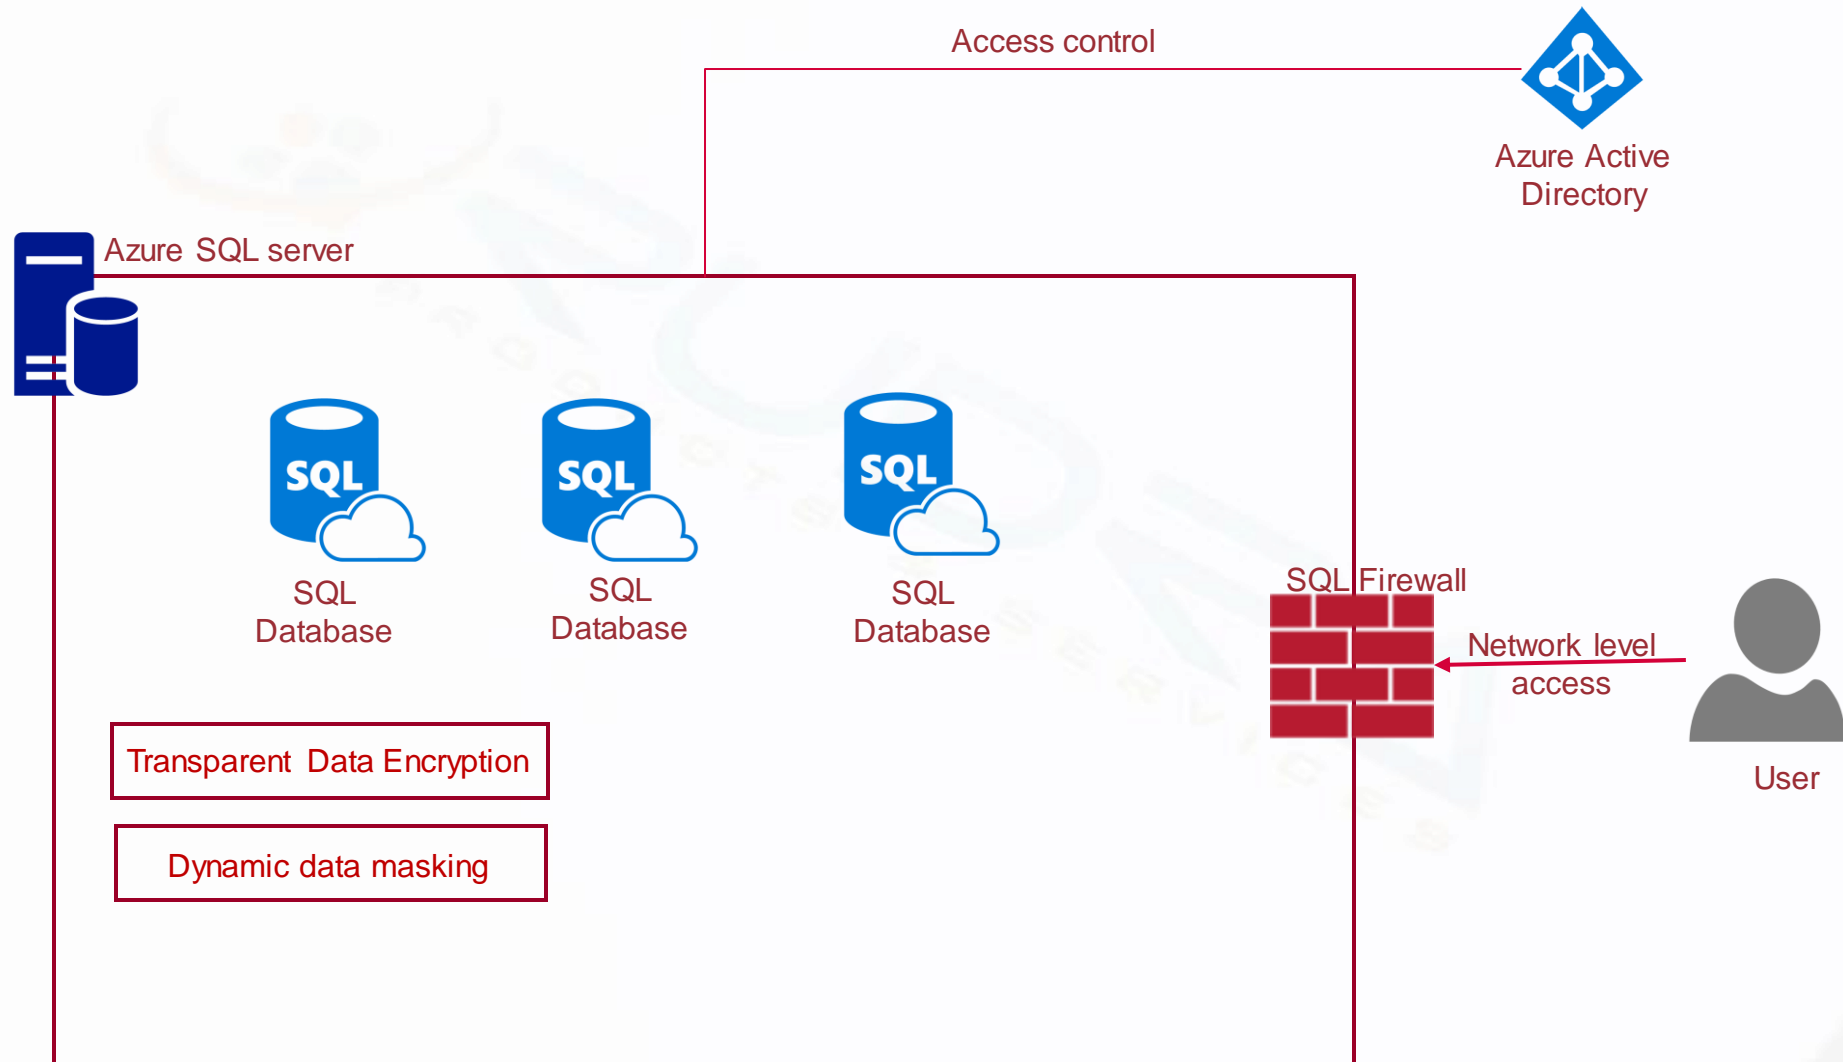 Access control
Azure Active
Directory
Azure SQL server
SQL
SQL
SQL
SQL
Database
SQL
Database
SQL
Database
SQL Firewall
Network level
access
User
Transparent Data Encryption
Dynamic data masking